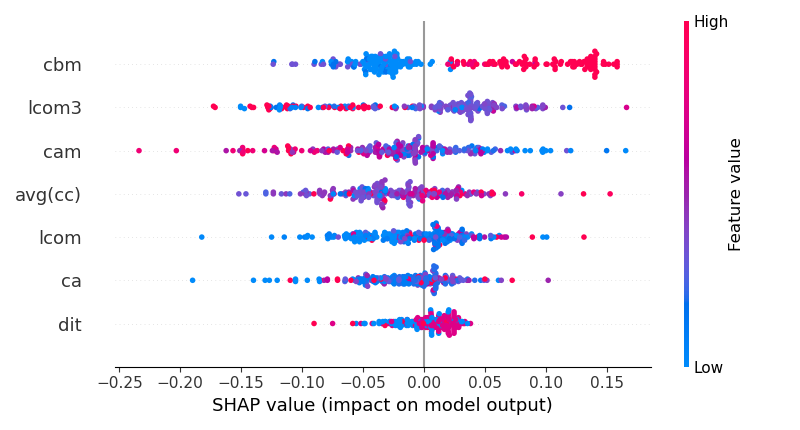 High
cbm
lcom3
cam
avg(cc)
lcom
ca
dit
Feature value
Low
−0.25 −0.20 −0.15 −0.10 −0.05 0.00 0.05 0.10 0.15
SHAP value (impact on model output)